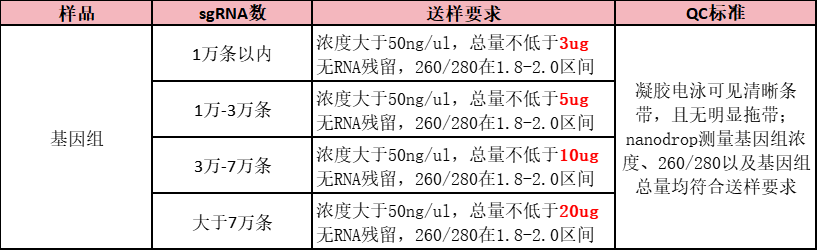 样品 sgRNA数 送样要求 QC标准
基因组
1万条以内
浓度大于50ng/ul，总量不低于3ug
无RNA残留，260/280在1.8-2.0区间
1万-3万条
浓度大于50ng/ul，总量不低于5ug
无RNA残留，260/280在1.8-2.0区间
3万-7万条
浓度大于50ng/ul，总量不低于10ug
无RNA残留，260/280在1.8-2.0区间
大于7万条
浓度大于50ng/ul，总量不低于20ug
无RNA残留，260/280在1.8-2.0区间
凝胶电泳可见清晰条
带，且无明显拖带；
nanodrop测量基因组浓
度、260/280以及基因组
总量均符合送样要求